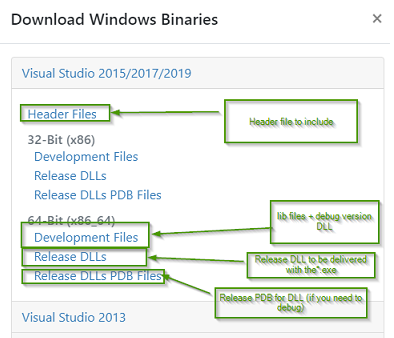 Download Windows Binaries
×
Visual Studio 2015/2017/2019
Header Files
Header file to include
32-Bit (x86)
Development Files
Release DLLs
Release DLLs PDB Files
64-Bit (x86_64)
Development Files
lib files + debug version
DLL
Release DLLs
Release DLL to be delivered
with the*.exe
Release DLLs PDB Files
Release PDB for DLL (if you need to
debug)
Visual Studio 2013